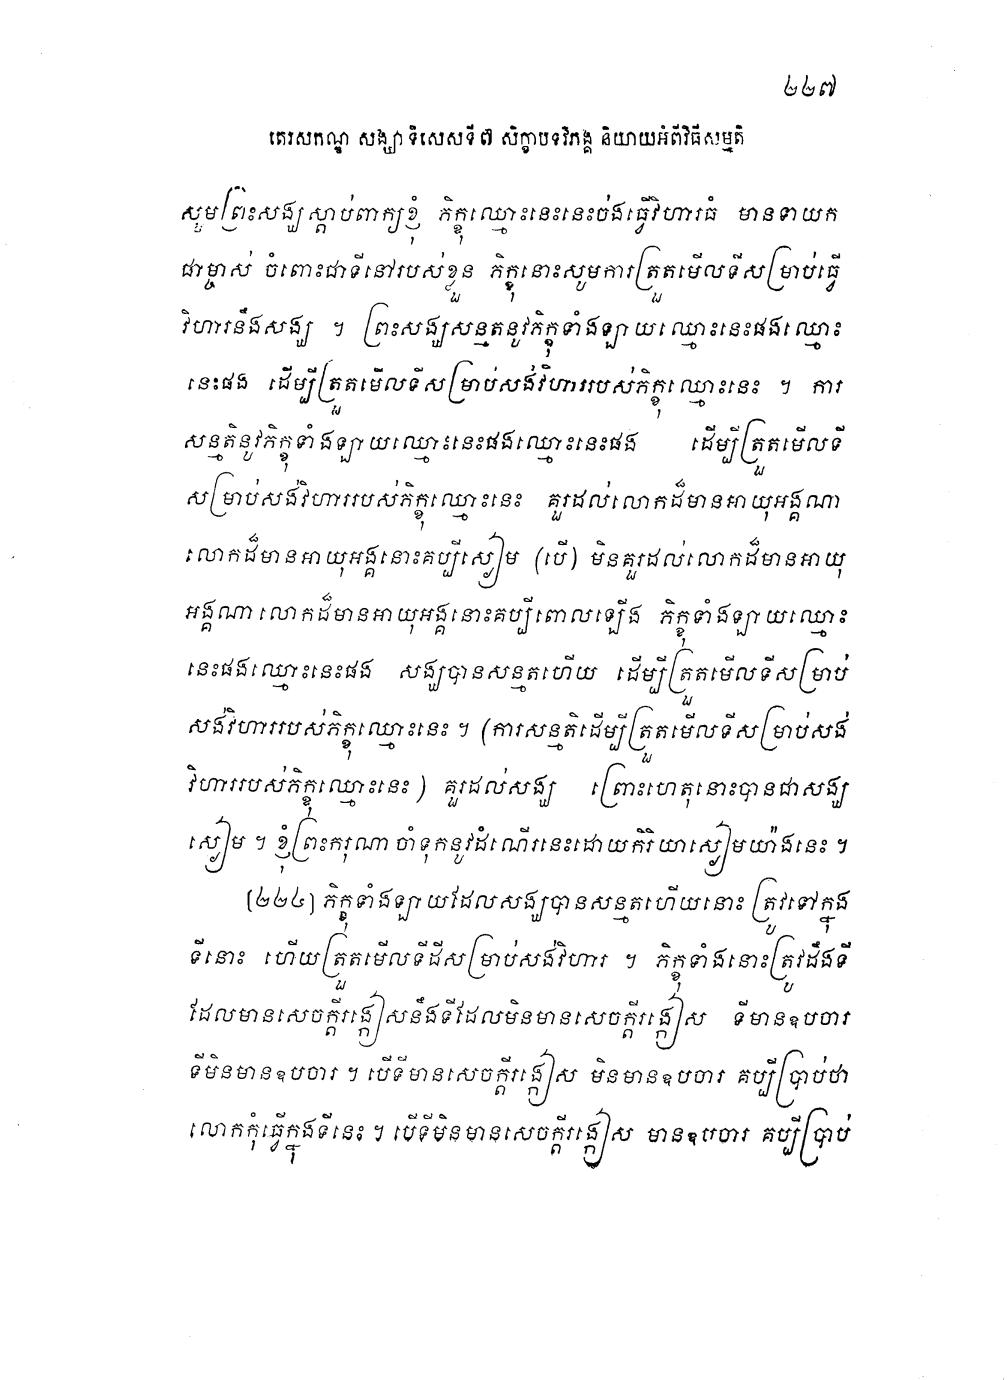 ២២៧
តេរសកណ្ឌ សង្ឃាទិសេសទី៧ សិក្ខាបទវិភង្គ និយាយអំពីវិធីសម្មតិ
សូមព្រះសង្ឃស្តាប់ពាក្យខ្ញុំ ភិក្ខុឈ្មោះនេះនេះចង់ធ្វើវិហារធំ មានទាយក
ជាម្ចាស់ ចំពោះជាទីនៅរបស់ខ្លួន ភិក្ខុនោះសូមការត្រួតមើលទីសម្រាប់ធ្វើ
វិហារនឹងសង្ឃ ។ ព្រះសង្ឃសន្មតនូវភិក្ខុទាំងឡាយឈ្មោះនេះផងឈ្មោះ
នេះផង ដើម្បីត្រួតមើលទីសម្រាប់សង់វិហាររបស់ភិក្ខុឈ្មោះនេះ ។ ការ
សន្មតិនូវភិក្ខុទាំងឡាយឈ្មោះនេះផងឈ្មោះនេះផង ដើម្បីត្រួតមើលទី
សម្រាប់សង់វិហាររបស់ភិក្ខុឈ្មោះនេះ គួរដល់លោកដ៏មានអាយុអង្គណា
លោកដ៏មានអាយុអង្គនោះគប្បីស្ងៀម (បើ) មិនគួរដល់លោកដ៏មានអាយុ
អង្គណា លោកដ៏មានអាយុអង្គនោះគប្បីពោលឡើង ភិក្ខុទាំងឡាយឈ្មោះ
នេះផងឈ្មោះនេះផង សង្ឃបានសន្មតហើយ ដើម្បីត្រួតមើលទីសម្រាប់
សង់វិហាររបស់ភិក្ខុឈ្មោះនេះ ។ (ការសន្មតិដើម្បីត្រួតមើលទីសម្រាប់សង់
វិហាររបស់ភិក្ខុឈ្មោះនេះ) គួរដល់សង្ឃ ព្រោះហេតុនោះបានជាសង្ឃ
ស្ងៀម ។ ខ្ញុំព្រះករុណា ចាំទុកនូវដំណើរនេះដោយកិរិយាស្ងៀមយ៉ាងនេះ ។
[២២៤] ភិក្ខុទាំងឡាយដែលសង្ឃបានសន្មតហើយនោះ ត្រូវទៅក្នុង
ទីនោះ ហើយត្រួតមើលទីដីសម្រាប់សង់វិហារ ។ ភិក្ខុទាំងនោះត្រូវដឹងទី
ដែលមានសេចក្តីរង្កៀសនឹងទីដែលមិនមានសេចក្តីរង្កៀស ទីមានឧបចារ
ទីមិនមានឧបចារ ។ បើទីមានសេចក្តីរង្កៀស មិនមានឧបចារ គប្បីប្រាប់ថា
លោកកុំធ្វើក្នុងទីនេះ ។ បើទីមិនមានសេចក្តីរង្កៀស មានឧបចារ គប្បីប្រាប់